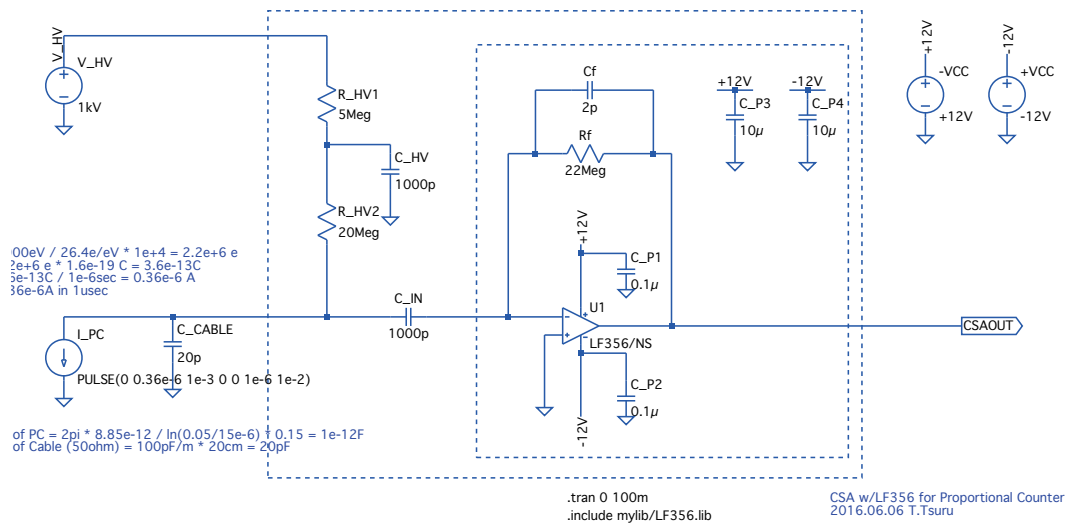 V_HV
V_HV
1kV
R_HV1
5Meg
C_HV
1000p
R_HV2
20Meg
Cf
2p
Rf
22Meg
+12V
C_P3
10µ
-12V
C_P4
10µ
+12V
-VCC
+12V
-12V
+VCC
-12V
00eV / 26.4e/eV * 1e+4 = 2.2e+6 e
2e+6 e * 1.6e-19 C = 3.6e-13C
6e-13C / 1e-6sec = 0.36e-6 A
36e-6A in 1usec
+12V
C_P1
0.1µ
C_IN
1000p
U1
LF356/NS
CSAOUT
I_PC
C_CABLE
20p
PULSE(0 0.36e-6 1e-3 0 0 1e-6 1e-2)
C_P2
0.1µ
-12V
of PC = 2pi * 8.85e-12 / ln(0.05/15e-6) * 0.15 = 1e-12F
of Cable (50ohm) = 100pF/m * 20cm = 20pF
.tran 0 100m
.include mylib/LF356.lib
CSA w/LF356 for Proportional Counter
2016.06.06 T.Tsuru